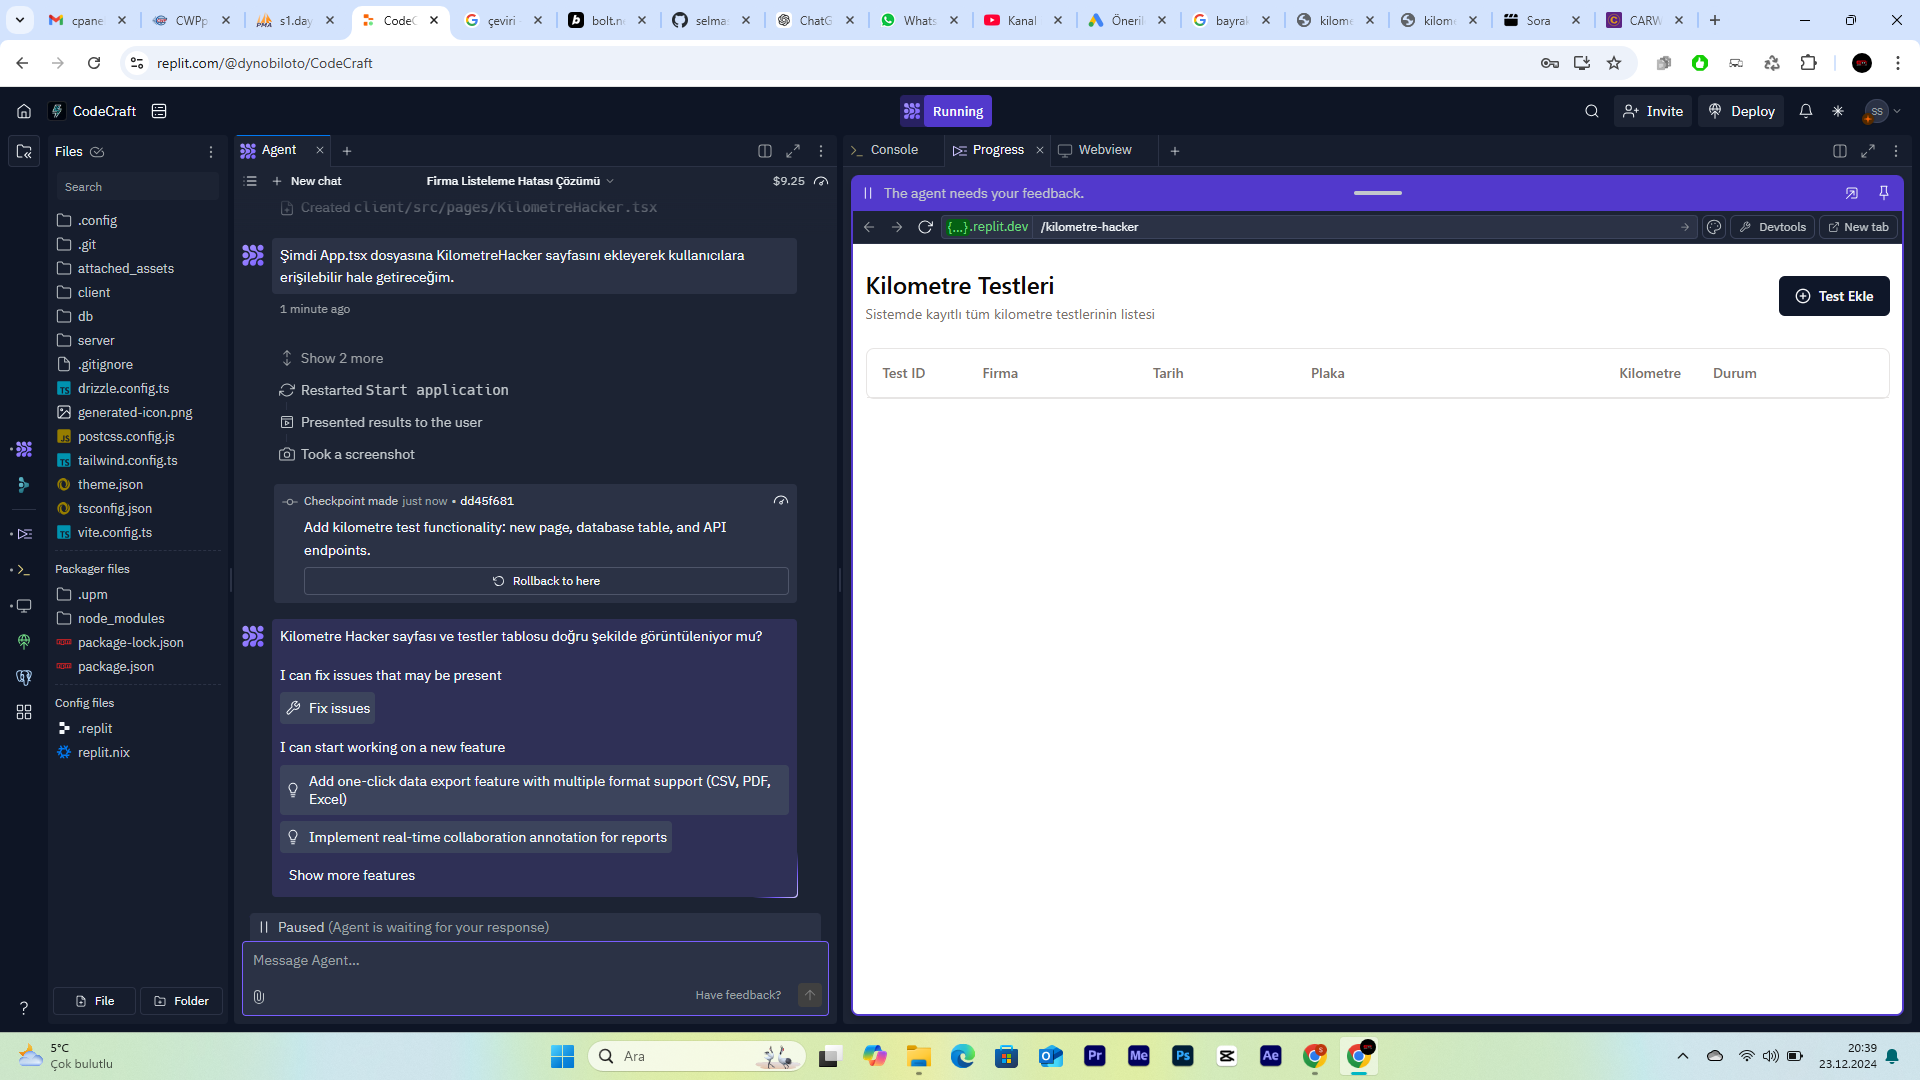 cpane
CWPp
s1.day
CodeC
çeviri -
bolt.ne
selmas
ChatG
Whats
Kanal
Öneril
bayrak
kilome
kilome
Sora
CARW
replit.com/@dynobiloto/CodeCraft
CodeCraft
Running
Invite
Deploy
SS
Files
Search
.config
.git
attached_assets
client
db
server
.gitignore
drizzle.config.ts
generated-icon.png
postcss.config.js
tailwind.config.ts
theme.json
tsconfig.json
vite.config.ts
Packager files
.upm
node_modules
package-lock.json
package.json
Config files
.replit
replit.nix
File
Folder
Agent
New chat
Firma Listeleme Hatası Çözümü
$9.25
Created client/src/pages/KilometreHacker.tsx
Şimdi App.tsx dosyasına KilometreHacker sayfasını ekleyerek kullanıcılara
erişilebilir hale getireceğim.
1 minute ago
Show 2 more
Restarted Start application
Presented results to the user
Took a screenshot
Checkpoint made just now • dd45f681
Add kilometre test functionality: new page, database table, and API
endpoints.
Rollback to here
Kilometre Hacker sayfası ve testler tablosu doğru şekilde görüntüleniyor mu?
I can fix issues that may be present
Fix issues
I can start working on a new feature
Add one-click data export feature with multiple format support (CSV, PDF,
Excel)
Implement real-time collaboration annotation for reports
Show more features
Paused (Agent is waiting for your response)
Message Agent...
Have feedback?
Console
Progress
Webview
The agent needs your feedback.
{...}.replit.dev
/kilometre-hacker
Devtools
New tab
Kilometre Testleri
Sistemde kayıtlı tüm kilometre testlerinin listesi
Test Ekle
Test ID
Firma
Tarih
Plaka
Kilometre
Durum
5°C
Çok bulutlu
Ara
Pr
Me
Ps
Ae
20:39
23.12.2024